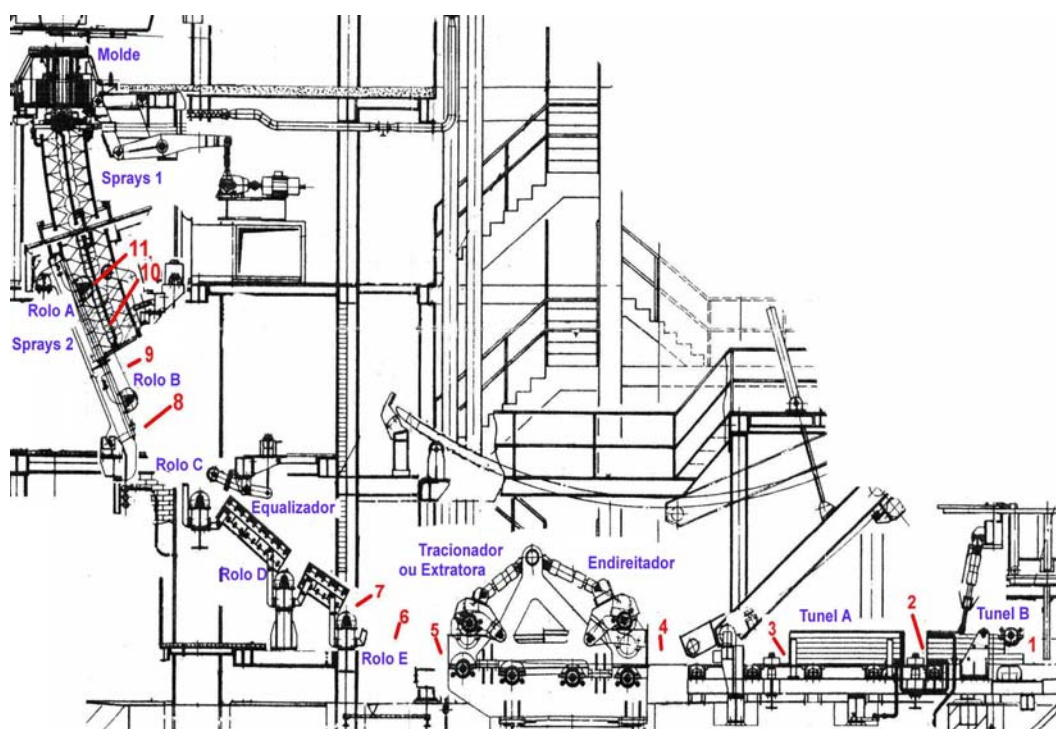 Molde
Sprays 1
11
10
Rolo A
Sprays 2
9
Rolo B
8
Rolo C
Equalizador
Tracionador
ou Extratora
Endireitador
Rolo D
7
6
5
Rolo E
4
3
Tunel A
2
Tunel B
1